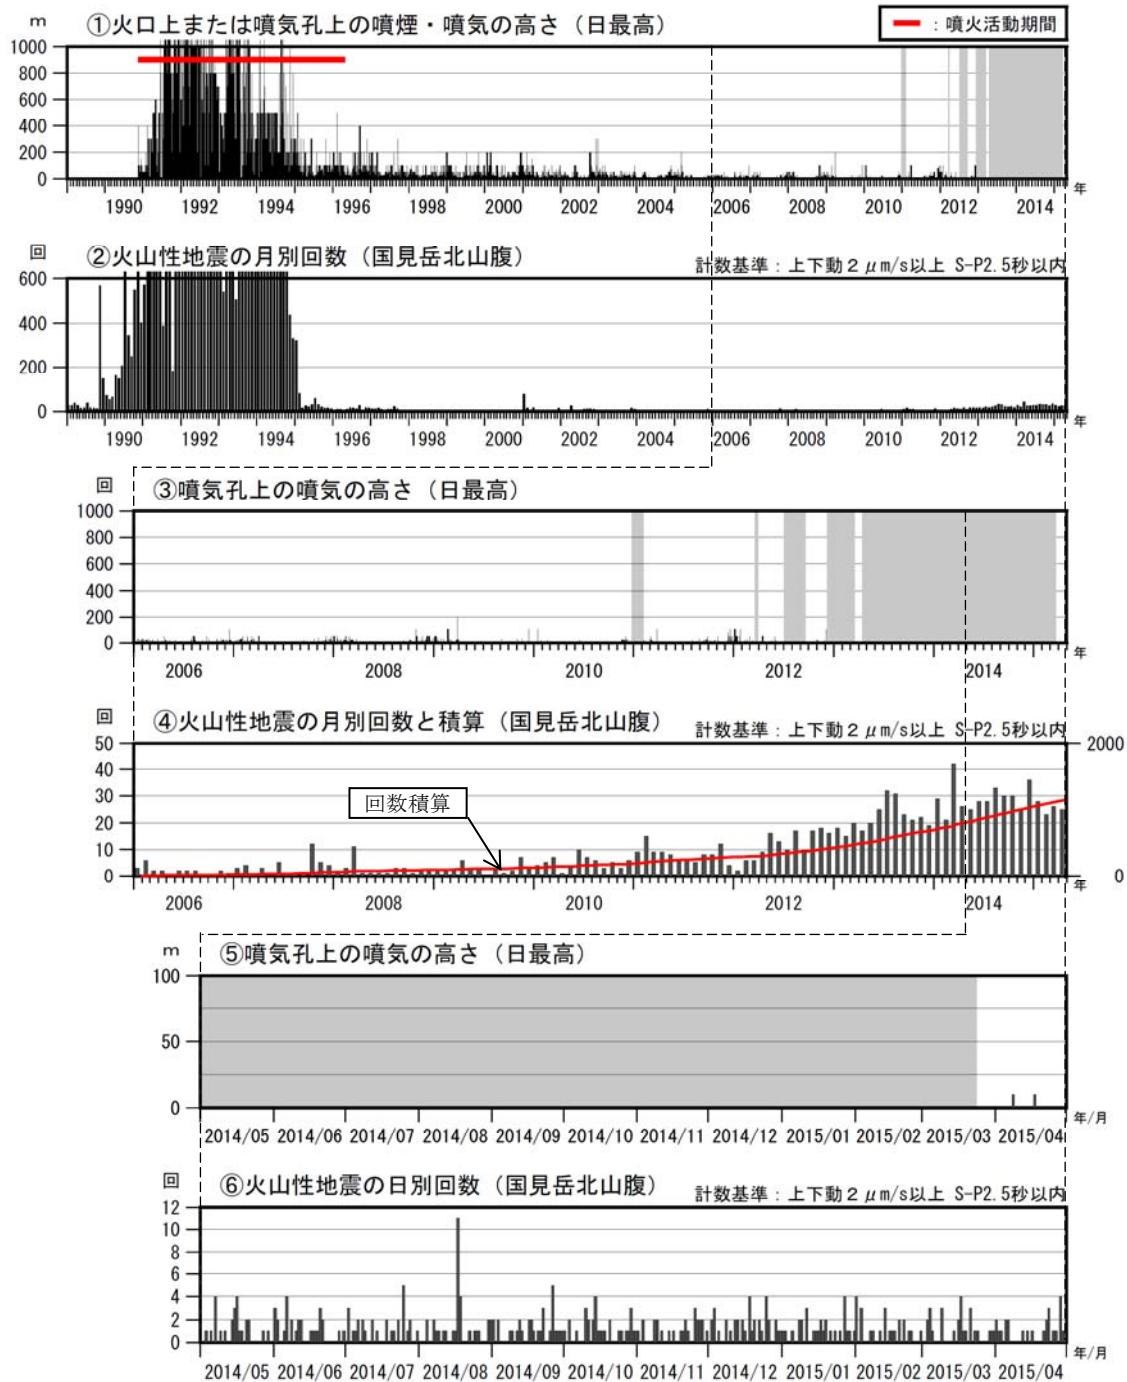 m ①火口上または噴気孔上の噴煙・噴気の高さ（日最高） ：噴火活動期間
1000
800
600
400
200
0
年
1990 1992 1994 1996 1998 2000 2002 2004 2006 2008 2010 2012 2014
回 ②火山性地震の月別回数（国見岳北山腹） 計数基準：上下動２μm/s以上 S-P2.5秒以内
600
400
200
0
年
1990 1992 1994 1996 1998 2000 2002 2004 2006 2008 2010 2012 2014
回 ③噴気孔上の噴気の高さ（日最高）
1000
800
600
400
200
0
年
2006 2008 2010 2012 2014
回 ④火山性地震の月別回数と積算（国見岳北山腹） 計数基準：上下動２μm/s以上 S-P2.5秒以内
50 2000
40
30
回数積算
20
10
0 0
年
2006 2008 2010 2012 2014
m ⑤噴気孔上の噴気の高さ（日最高）
100
50
0
年/月
2014/05 2014/06 2014/07 2014/08 2014/09 2014/10 2014/11 2014/12 2015/01 2015/02 2015/03 2015/04
回 ⑥火山性地震の日別回数（国見岳北山腹） 計数基準：上下動２μm/s以上 S-P2.5秒以内
12
10
8
6
4
2
0
年/月
2014/05 2014/06 2014/07 2014/08 2014/09 2014/10 2014/11 2014/12 2015/01 2015/02 2015/03 2015/04